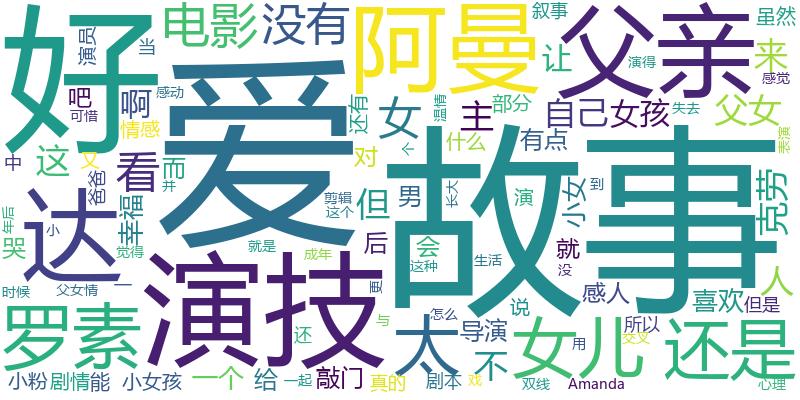 好
电影
没有
阿曼
父亲
叙事
虽然
演员
当
让
来
演得
感觉
爱
吧
可惜
啊
感动
还有
女
主
温情
部分
自己
女孩
失去
父女
情感
中
这
又
看
而
对
什么
有点
表演
故事
爸爸
并
个
达
幸福
剪辑
这个
但
男
演
长大
小女
到
克劳
年后
小
哭
觉得
就是
成年
后
会
这种
生活
就
没
人
演技
时候
父女情
一
更
说
感人
喜欢
但是
罗素
还
与
太
怎么
导演
不
女儿
用
所以
交叉
还是
小粉
剧情
能
小女孩
一个
给
一起
敲门
真的
剧本
戏
双线
Amanda
心理